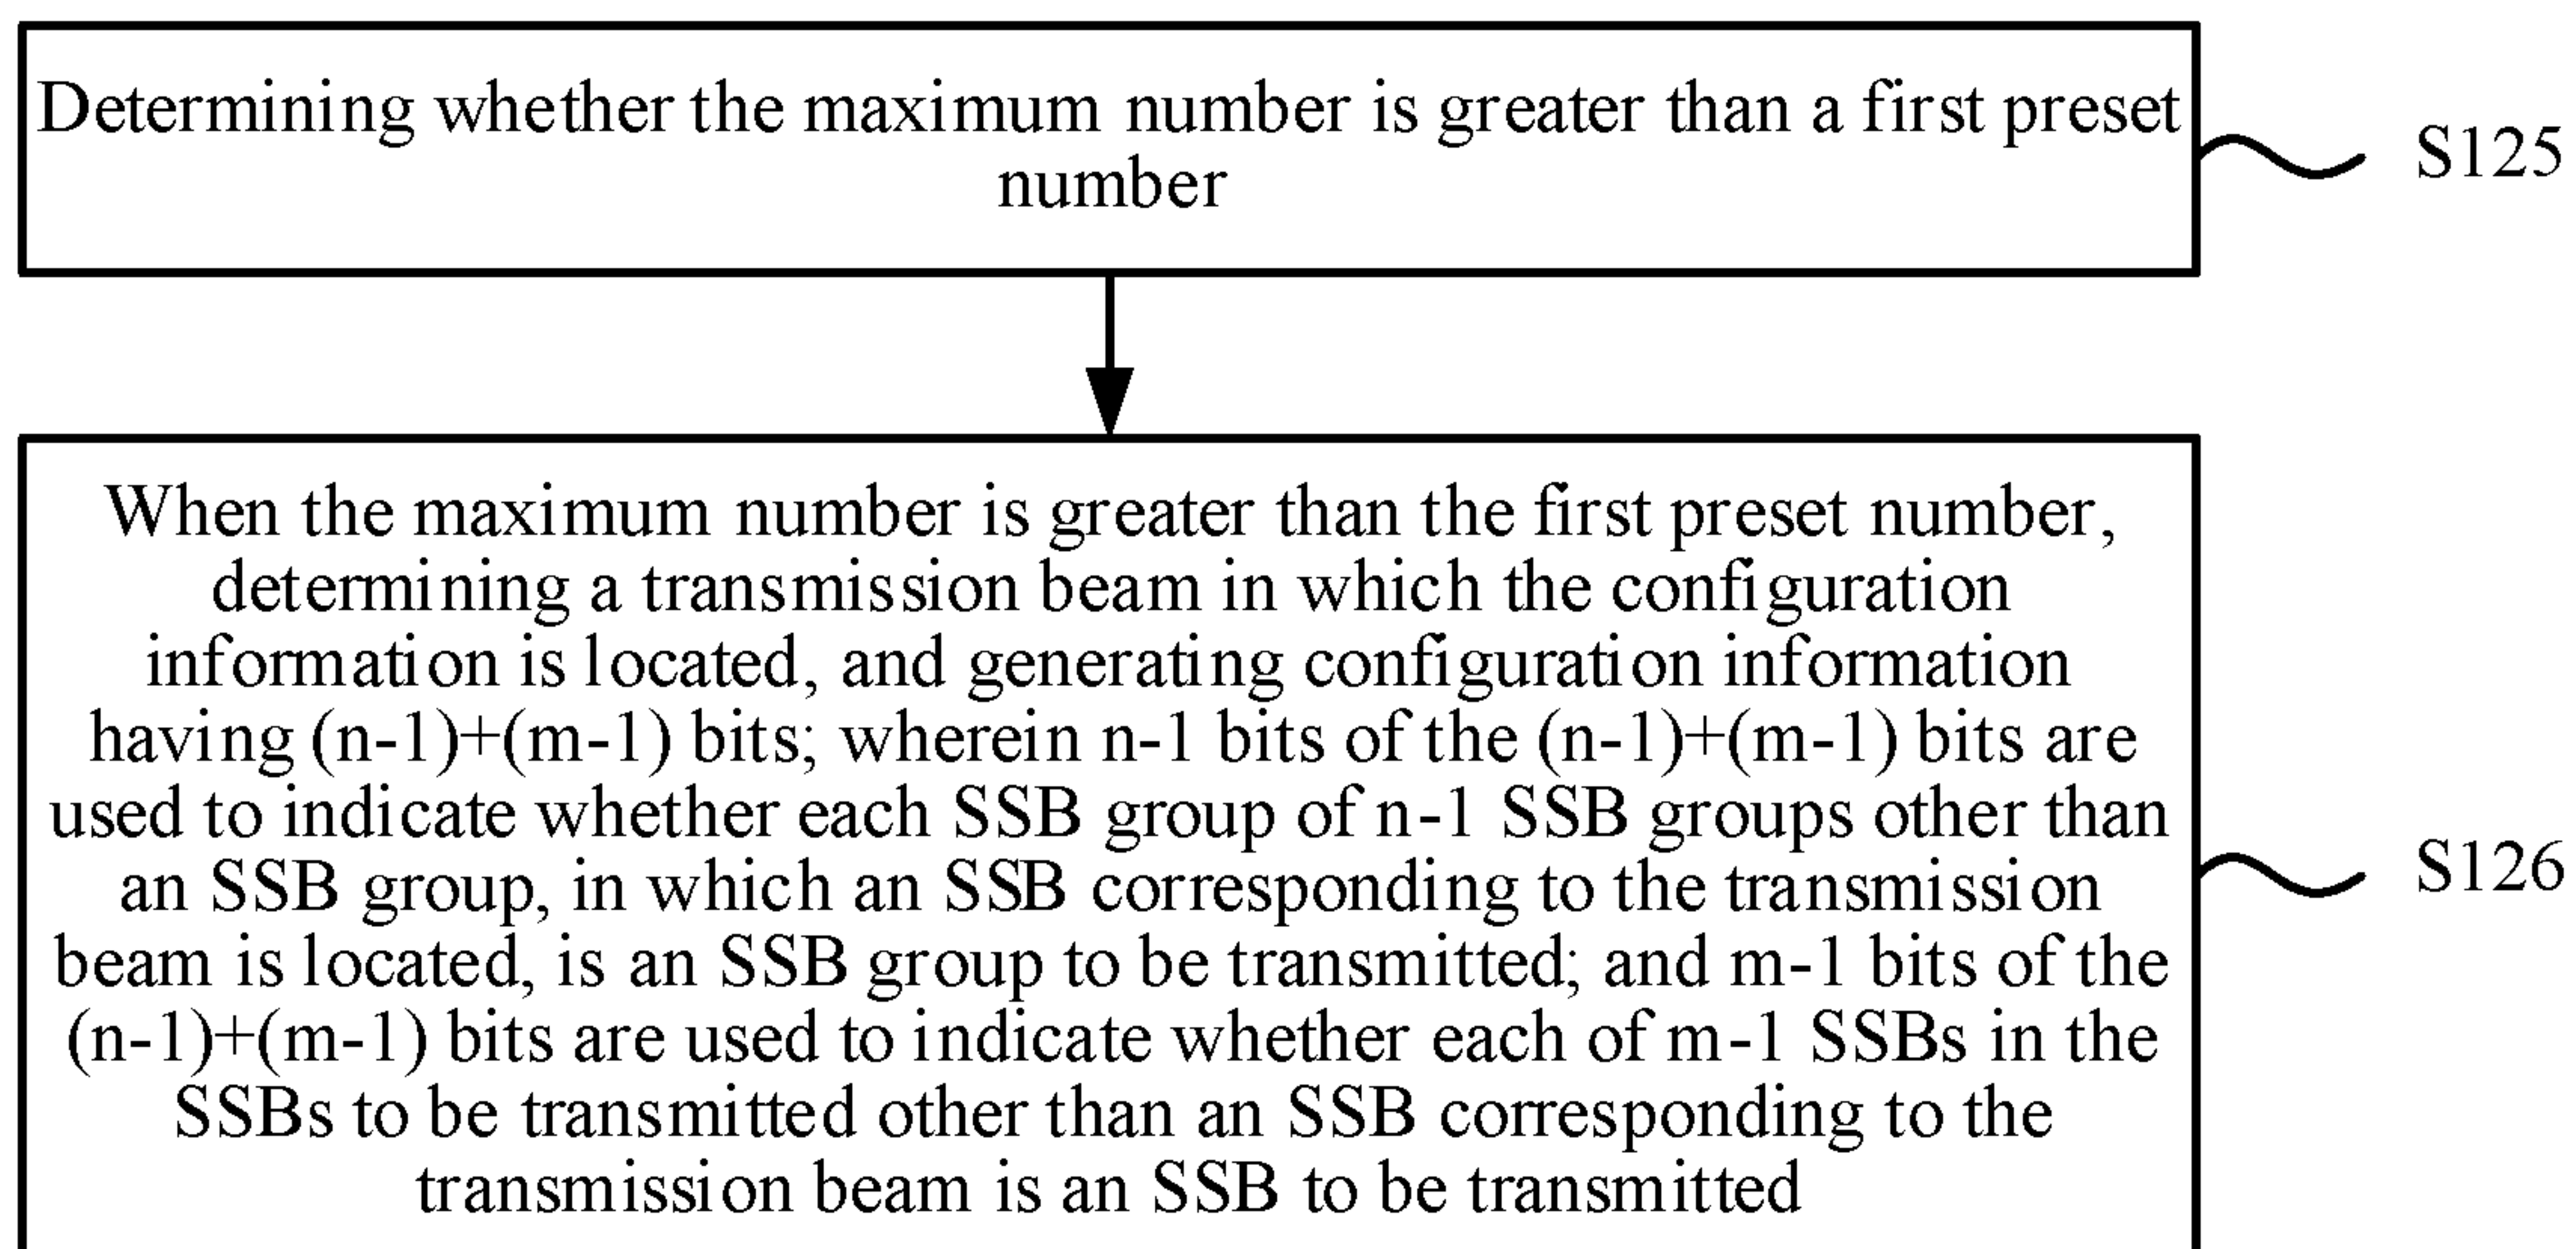 Determining whether the maximum number is greater than a first preset
number
S125
When the maximum number is greater than the first preset number,
determining a transmission beam in which the configuration
information is located, and generating configuration information
having (n-1)+(m-1) bits; wherein n-1 bits of the (n-1)+(m-1) bits are
used to indicate whether each SSB group of n-1 SSB groups other than
an SSB group, in which an SSB corresponding to the transmission
beam is located, is an SSB group to be transmitted; and m-1 bits of the
(n-1)+(m-1) bits are used to indicate whether each of m-1 SSBs in the
SSBs to be transmitted other than an SSB corresponding to the
transmission beam is an SSB to be transmitted
S126